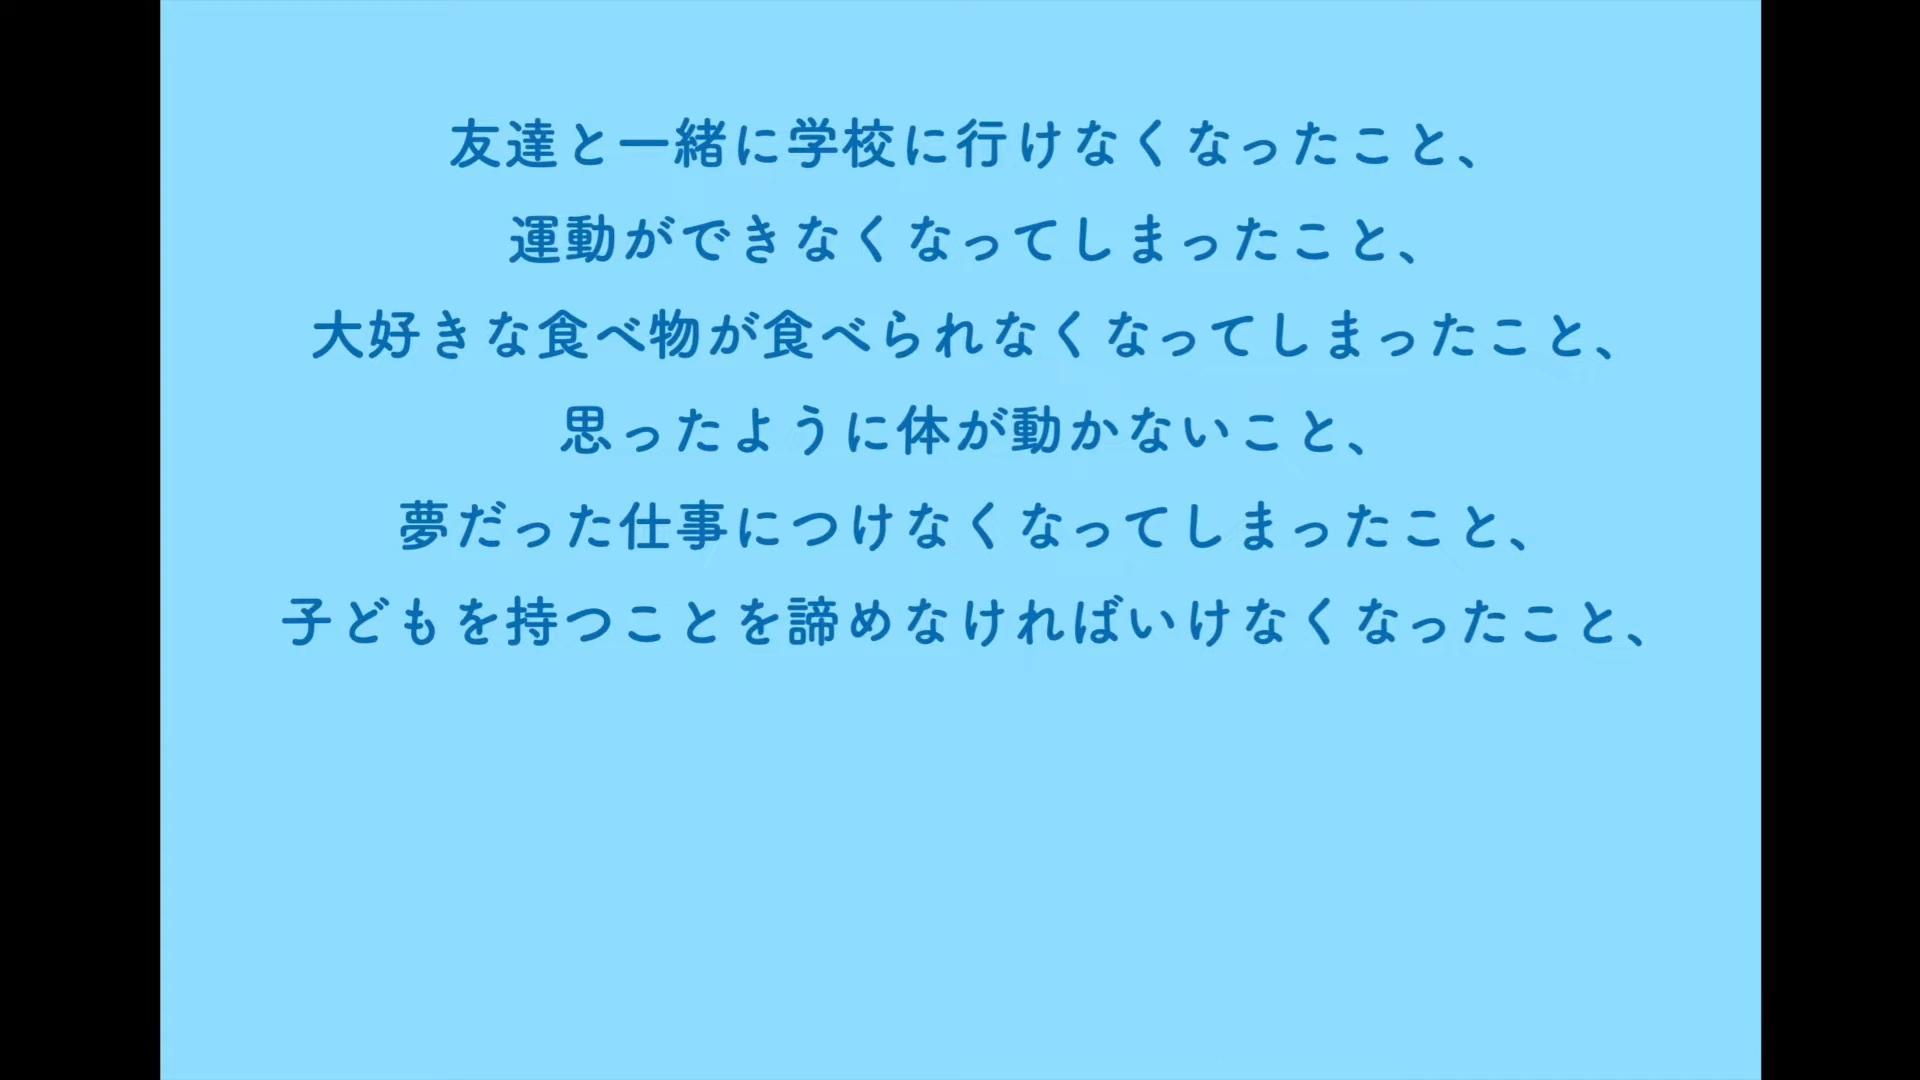 友達と一緒に学校に行けなくなったこと、
運動ができなくなってしまったこと、
大好きな食べ物が食べられなくなってしまったこと、
思ったように体が動かないこと、
夢だった仕事につけなくなってしまったこと、
子どもを持つことを諦めなければいけなくなったこと、